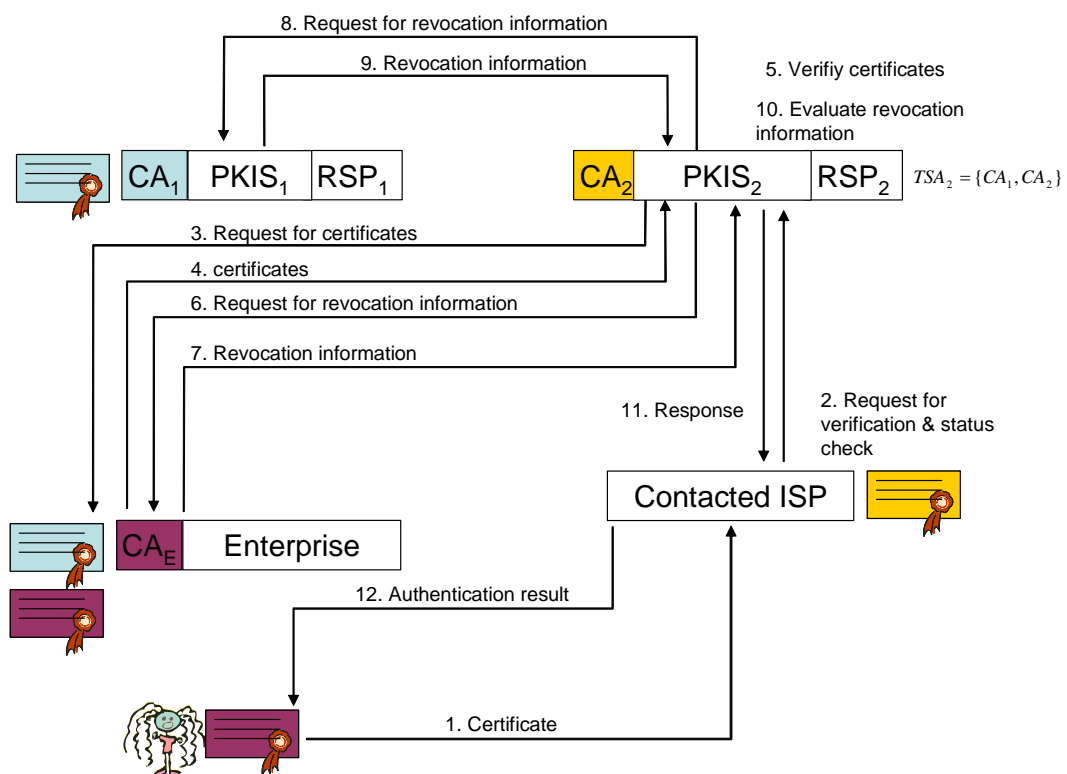 8. Request for revocation information
9. Revocation information
5. Verifiy certificates
10. Evaluate revocation
information
CA₁ PKIS₁ RSP₁
CA₂ PKIS₂ RSP₂
TSA₂ = {CA₁, CA₂}
3. Request for certificates
4. certificates
6. Request for revocation information
7. Revocation information
11. Response
2. Request for
verification & status
check
Contacted ISP
CA_E Enterprise
12. Authentication result
1. Certificate